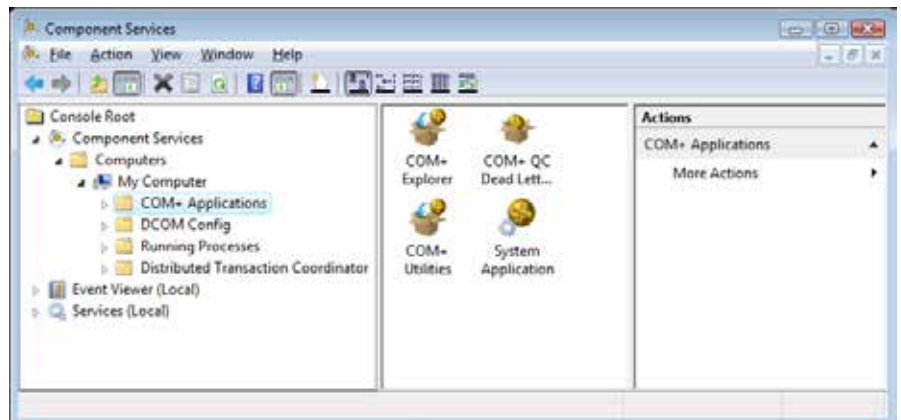 Component Services
File Action View Window Help
Console Root
Component Services
Computers
My Computer
COM+ Applications
DCOM Config
Running Processes
Distributed Transaction Coordinator
Event Viewer (Local)
Services (Local)
COM+ Explorer
COM+ QC Dead Lett...
COM+ Utilities
System Application
Actions
COM+ Applications
More Actions